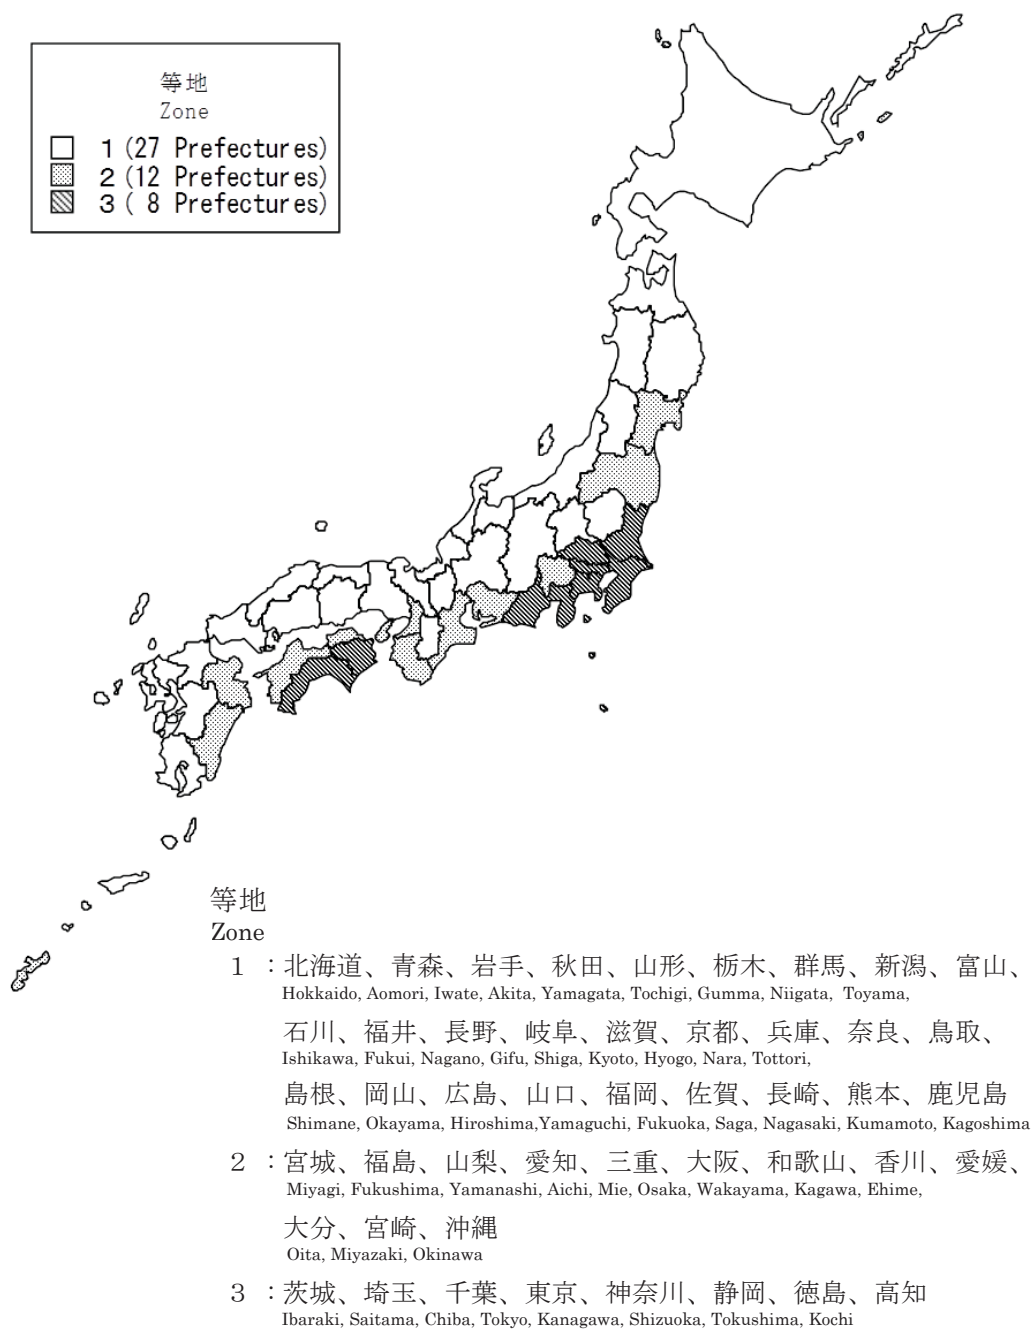 等地
Zone
1 (27 Prefectures)
2 (12 Prefectures)
3 ( 8 Prefectures)
等地
Zone
1 :北海道、青森、岩手、秋田、山形、栃木、群馬、新潟、富山、
Hokkaido, Aomori, Iwate, Akita, Yamagata, Tochigi, Gumma, Niigata, Toyama,
石川、福井、長野、岐阜、滋賀、京都、兵庫、奈良、鳥取、
Ishikawa, Fukui, Nagano, Gifu, Shiga, Kyoto, Hyogo, Nara, Tottori,
島根、岡山、広島、山口、福岡、佐賀、長崎、熊本、鹿児島
Shimane, Okayama, Hiroshima,Yamaguchi, Fukuoka, Saga, Nagasaki, Kumamoto, Kagoshima
2 :宮城、福島、山梨、愛知、三重、大阪、和歌山、香川、愛媛、
Miyagi, Fukushima, Yamanashi, Aichi, Mie, Osaka, Wakayama, Kagawa, Ehime,
大分、宮崎、沖縄
Oita, Miyazaki, Okinawa
3 :茨城、埼玉、千葉、東京、神奈川、静岡、徳島、高知
Ibaraki, Saitama, Chiba, Tokyo, Kanagawa, Shizuoka, Tokushima, Kochi